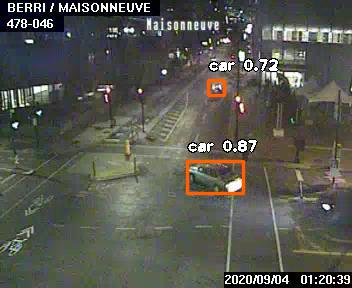 BERRI / MAISONNEUVE
478-046
Maisonneuve
car 0.72
car 0.87
2020/09/04 01:20:39